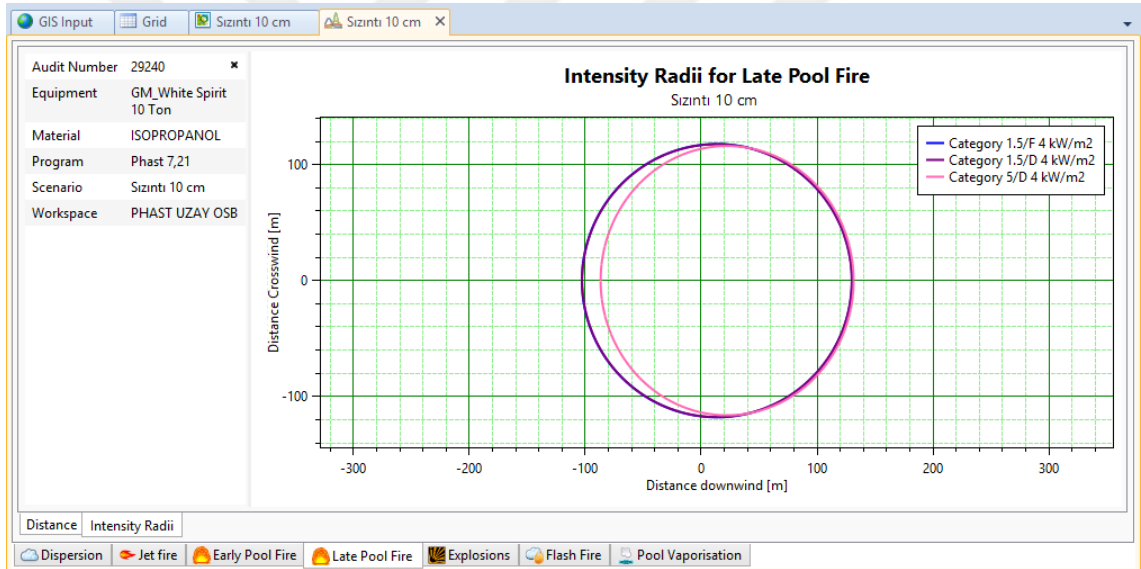 GIS Input
Grid
Sızıntı 10 cm
Sızıntı 10 cm
Audit Number 29240
Equipment GM_White Spirit
10 Ton
Material ISOPROPANOL
Program Phast 7,21
Scenario Sızıntı 10 cm
Workspace PHAST UZAY OSB
Intensity Radii for Late Pool Fire
Sızıntı 10 cm
Category 1.5/F 4 kW/m2
Category 1.5/D 4 kW/m2
Category 5/D 4 kW/m2
Distance Crosswind [m]
100
0
-100
-300 -200 -100 0 100 200 300
Distance downwind [m]
Distance
Intensity Radii
Dispersion
Jet fire
Early Pool Fire
Late Pool Fire
Explosions
Flash Fire
Pool Vaporisation